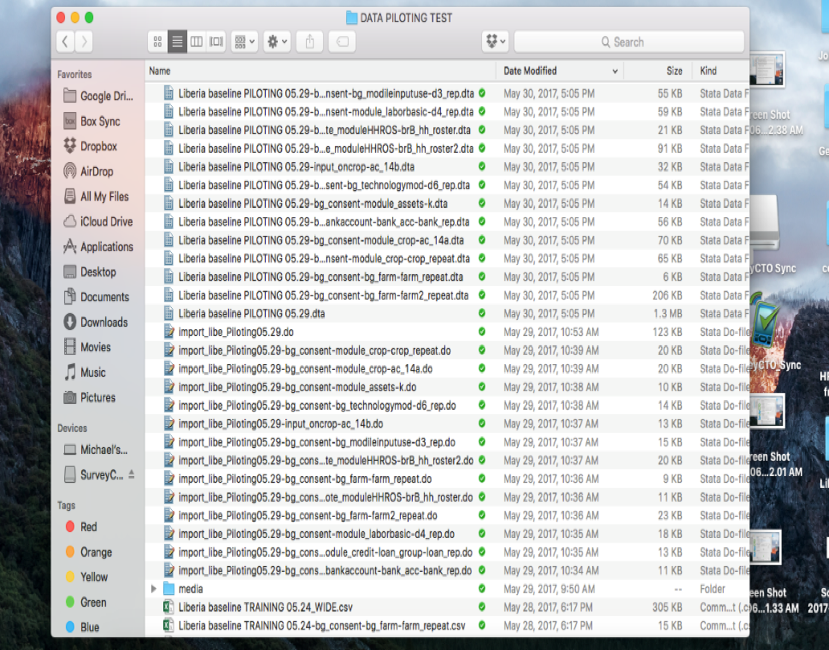 DATA PILOTING TEST
Search
Favorites
Google Dri...
Box Sync
Dropbox
AirDrop
All My Files
iCloud Drive
Applications
Desktop
Documents
Downloads
Movies
Music
Pictures
Devices
Michael's...
SurveyC...
Tags
Red
Orange
Yellow
Green
Blue
Name Date Modified Size Kind
Liberia baseline PILOTING 05.29-b...nsent-bg_modileinputuse-d3_rep.dta May 30, 2017, 5:05 PM 55 KB Stata Data F
Liberia baseline PILOTING 05.29-b...nsent-module_laborbasic-d4_rep.dta May 30, 2017, 5:05 PM 59 KB Stata Data F
Liberia baseline PILOTING 05.29-b...te_moduleHHROS-brB_hh_roster.dta May 30, 2017, 5:05 PM 21 KB Stata Data F
Liberia baseline PILOTING 05.29-b...e_moduleHHROS-brB_hh_roster2.dta May 30, 2017, 5:05 PM 91 KB Stata Data F
Liberia baseline PILOTING 05.29-input_oncrop-ac_14b.dta May 30, 2017, 5:05 PM 32 KB Stata Data F
Liberia baseline PILOTING 05.29-b...sent-bg_technologymod-d6_rep.dta May 30, 2017, 5:05 PM 54 KB Stata Data F
Liberia baseline PILOTING 05.29-bg_consent-module_assets-k.dta May 30, 2017, 5:05 PM 14 KB Stata Data F
Liberia baseline PILOTING 05.29-b...ankaccount-bank_acc-bank_rep.dta May 30, 2017, 5:05 PM 56 KB Stata Data F
Liberia baseline PILOTING 05.29-bg_consent-module_crop-ac_14a.dta May 30, 2017, 5:05 PM 70 KB Stata Data F
Liberia baseline PILOTING 05.29-b...nsent-module_crop-crop_repeat.dta May 30, 2017, 5:05 PM 65 KB Stata Data F
Liberia baseline PILOTING 05.29-bg_consent-bg_farm-farm_repeat.dta May 30, 2017, 5:05 PM 6 KB Stata Data F
Liberia baseline PILOTING 05.29-bg_consent-bg_farm-farm2_repeat.dta May 30, 2017, 5:05 PM 206 KB Stata Data F
Liberia baseline PILOTING 05.29.dta May 30, 2017, 5:05 PM 1.3 MB Stata Data F
import_libe_Piloting05.29.do May 29, 2017, 10:53 AM 123 KB Stata Do-file
import_libe_Piloting05.29-bg_consent-module_crop-crop_repeat.do May 29, 2017, 10:39 AM 20 KB Stata Do-file
import_libe_Piloting05.29-bg_consent-module_crop-ac_14a.do May 29, 2017, 10:39 AM 20 KB Stata Do-file
import_libe_Piloting05.29-bg_consent-module_assets-k.do May 29, 2017, 10:38 AM 10 KB Stata Do-file
import_libe_Piloting05.29-bg_consent-bg_technologymod-d6_rep.do May 29, 2017, 10:38 AM 14 KB Stata Do-file
import_libe_Piloting05.29-input_oncrop-ac_14b.do May 29, 2017, 10:37 AM 13 KB Stata Do-file
import_libe_Piloting05.29-bg_consent-bg_modileinputuse-d3_rep.do May 29, 2017, 10:37 AM 15 KB Stata Do-file
import_libe_Piloting05.29-bg_cons...te_moduleHHROS-brB_hh_roster2.do May 29, 2017, 10:37 AM 20 KB Stata Do-file
import_libe_Piloting05.29-bg_consent-bg_farm-farm_repeat.do May 29, 2017, 10:36 AM 9 KB Stata Do-file
import_libe_Piloting05.29-bg_cons...ote_moduleHHROS-brB_hh_roster.do May 29, 2017, 10:36 AM 11 KB Stata Do-file
import_libe_Piloting05.29-bg_consent-bg_farm-farm2_repeat.do May 29, 2017, 10:36 AM 23 KB Stata Do-file
import_libe_Piloting05.29-bg_consent-module_laborbasic-d4_rep.do May 29, 2017, 10:35 AM 18 KB Stata Do-file
import_libe_Piloting05.29-bg_cons...odule_credit-loan_group-loan_rep.do May 29, 2017, 10:35 AM 13 KB Stata Do-file
import_libe_Piloting05.29-bg_cons...bankaccount-bank_acc-bank_rep.do May 29, 2017, 10:34 AM 11 KB Stata Do-file
media May 29, 2017, 9:50 AM -- Folder
Liberia baseline TRAINING 05.24_WIDE.csv May 28, 2017, 6:17 PM 305 KB Comm...t (.cs
Liberia baseline TRAINING 05.24-bg_consent-bg_farm-farm_repeat.csv May 28, 2017, 6:17 PM 15 KB Comm...t (.cs
reen Shot
06...2.38 AM
yCTO Sync
yCTO_Sync
reen Shot
06...2.01 AM
een Shot
06...1.33 AM
2017